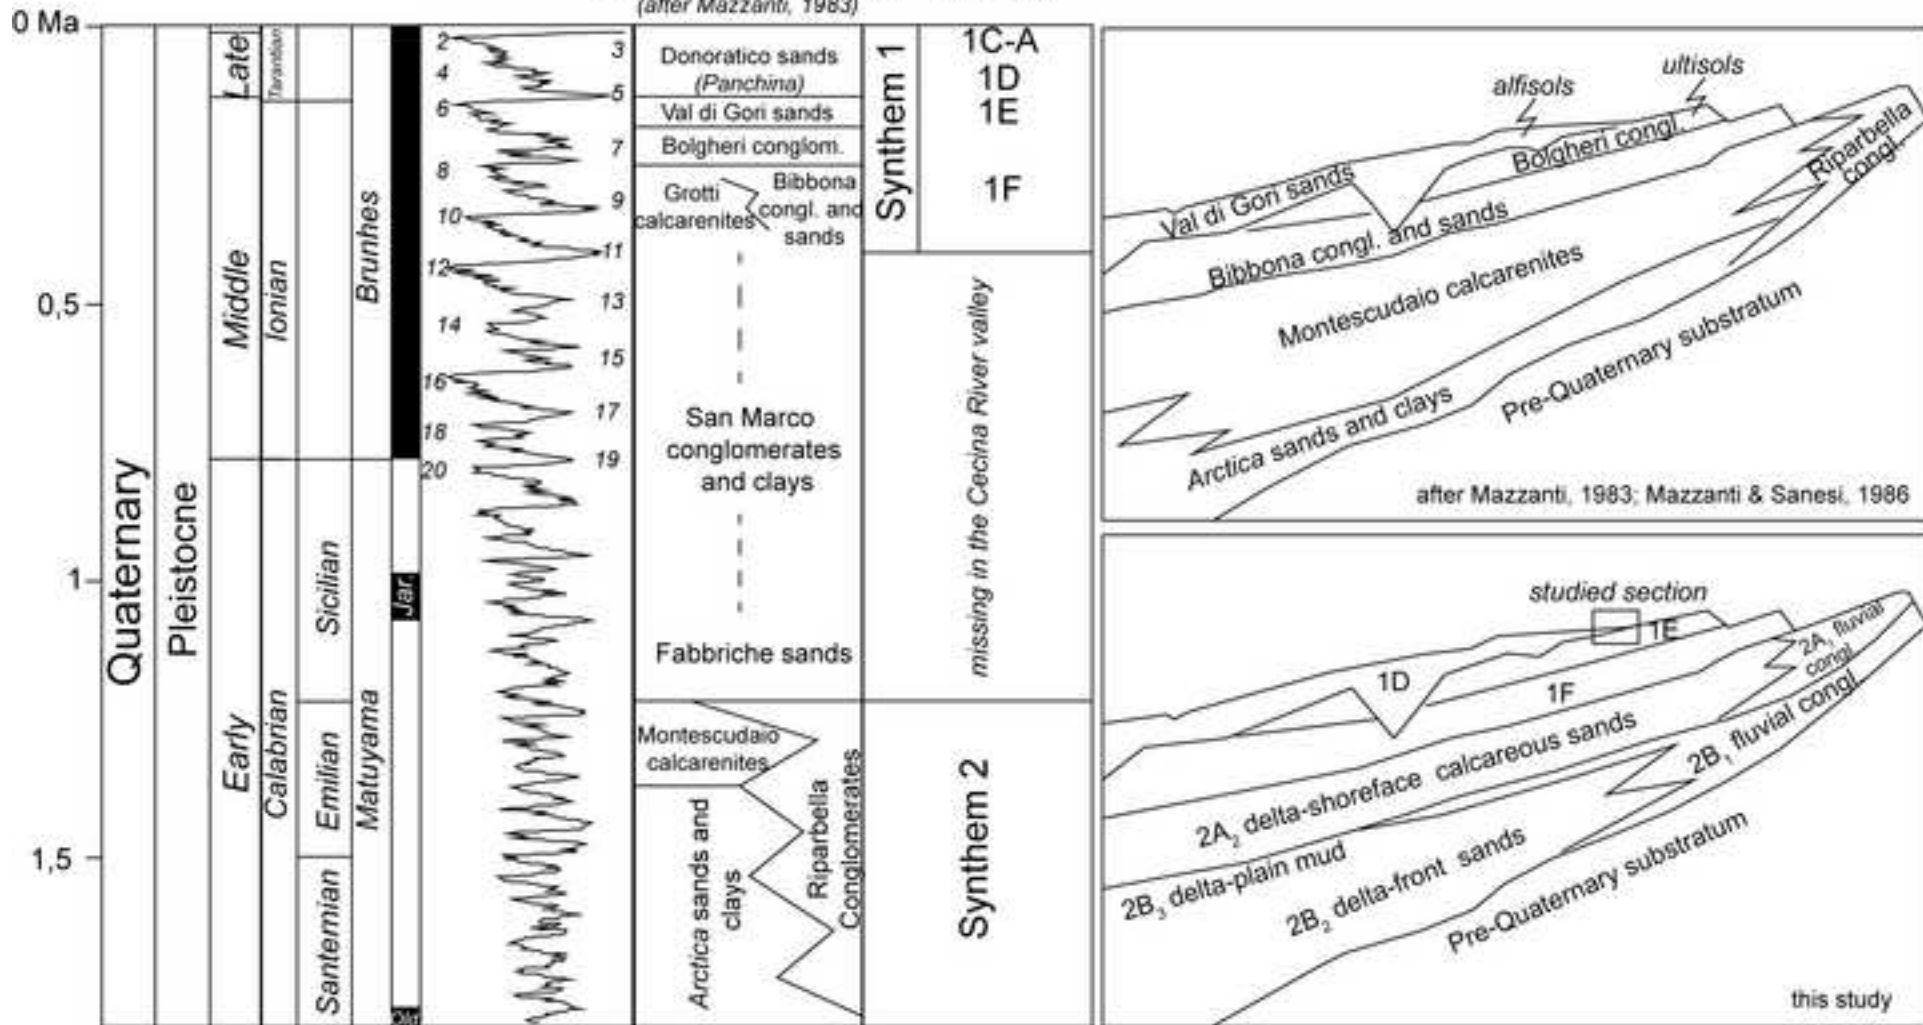 (after Mazzanti, 1983)
0 Ma
0,5
1
1,5
Quaternary
Pleistocne
Late
Middle
Early
Tarantian
Ionian
Calabrian
Sicilian
Emilian
Santernian
Brunhes
Matuyama
Jar.
2
3
4
5
6
7
8
9
10
11
12
13
14
15
16
17
18
19
20
Donoratico sands
(Panchina)
Val di Gori sands
Bolgheri conglom.
Grotti
calcarenites
Bibbona
congl. and
sands
San Marco
conglomerates
and clays
Fabbriche sands
Montescudaio
calcarenites
Arctica sands and
clays
Riparbella
Conglomerates
Synthem 1
1C-A
1D
1E
1F
missing in the Cecina River valley
Synthem 2
alfisols
ultisols
Val di Gori sands
Bolgheri congl.
Riparbella
congl.
Bibbona congl. and sands
Montescudaio calcarenites
Arctica sands and clays
Pre-Quaternary substratum
after Mazzanti, 1983; Mazzanti & Sanesi, 1986
studied section
1E
1D
1F
2A₁ fluvial
congl.
2A₂ delta-shoreface calcareous sands
2B₁ fluvial congl.
2B₃ delta-plain mud
2B₂ delta-front sands
Pre-Quaternary substratum
this study